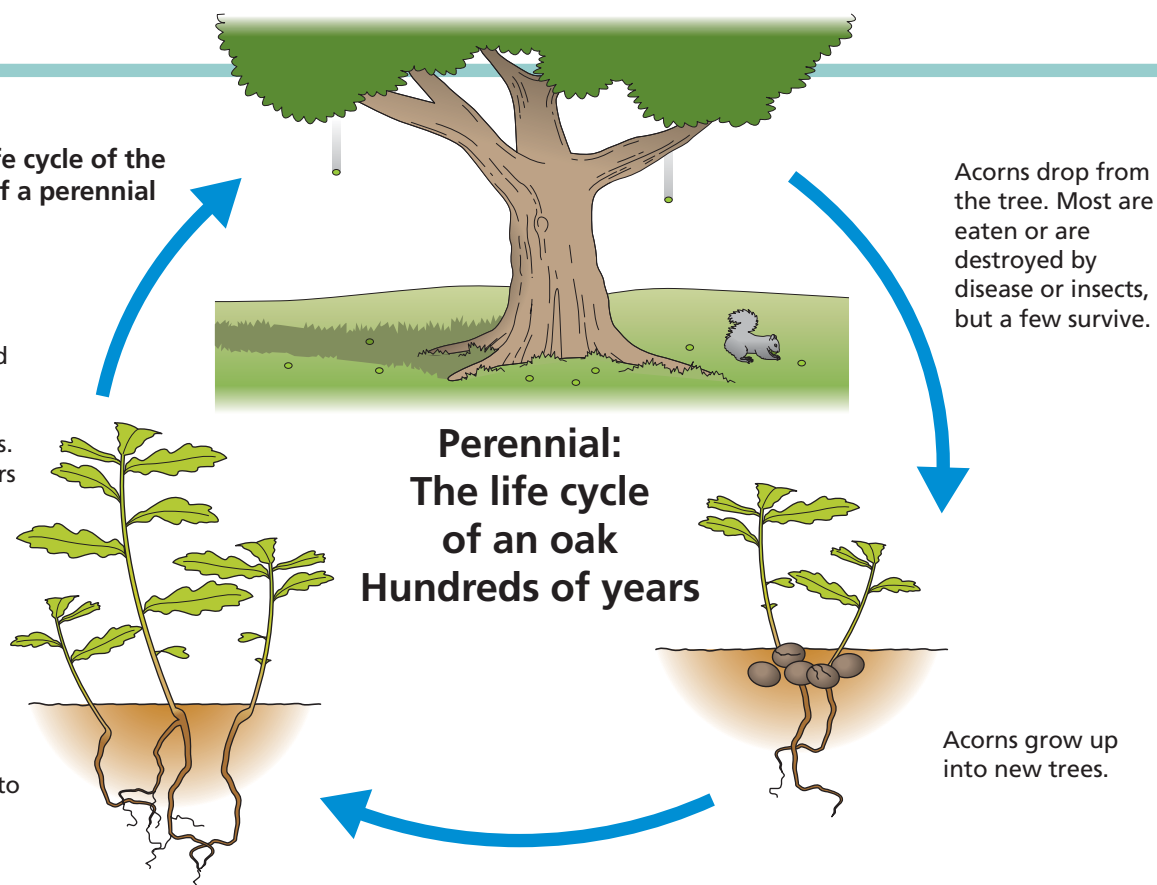 fe cycle of the
f a perennial
d
s.
rs
to
Perennial:
The life cycle
of an oak
Hundreds of years
Acorns drop from
the tree. Most are
eaten or are
destroyed by
disease or insects,
but a few survive.
Acorns grow up
into new trees.